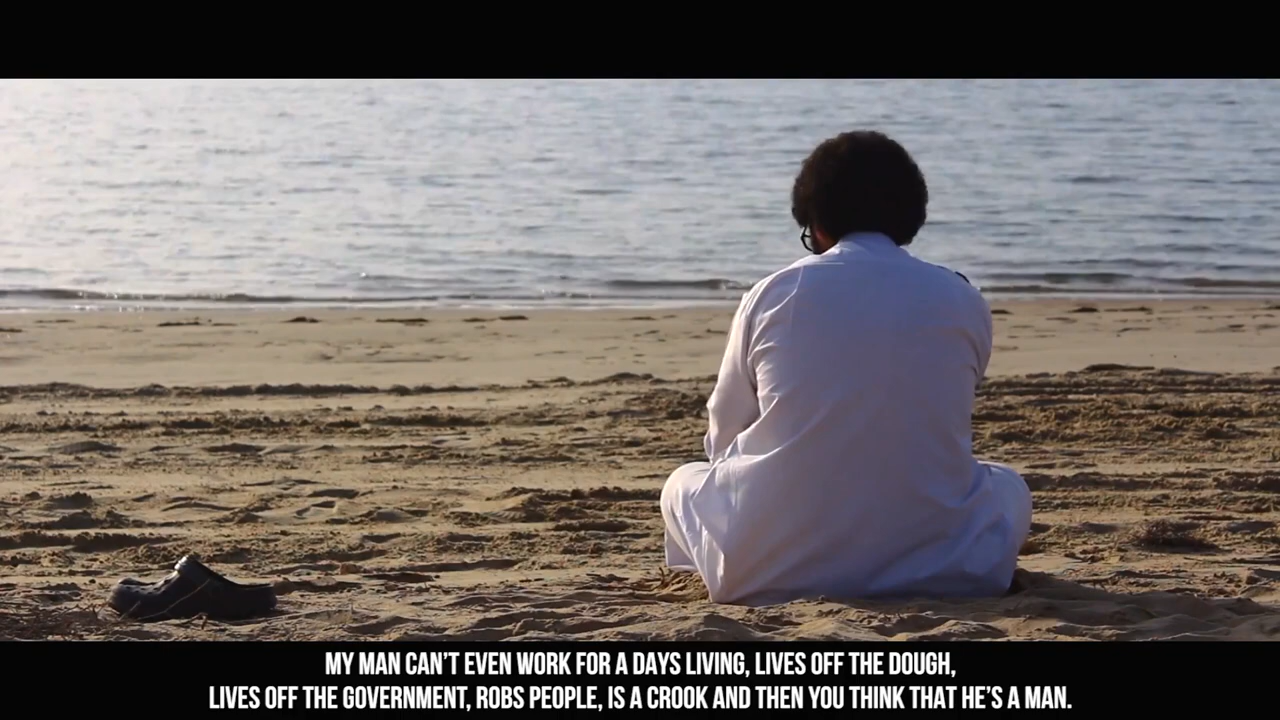 MY MAN CAN'T EVEN WORK FOR A DAYS LIVING, LIVES OFF THE DOUGH,
LIVES OFF THE GOVERNMENT, ROBS PEOPLE, IS A CROOK AND THEN YOU THINK THAT HE'S A MAN.